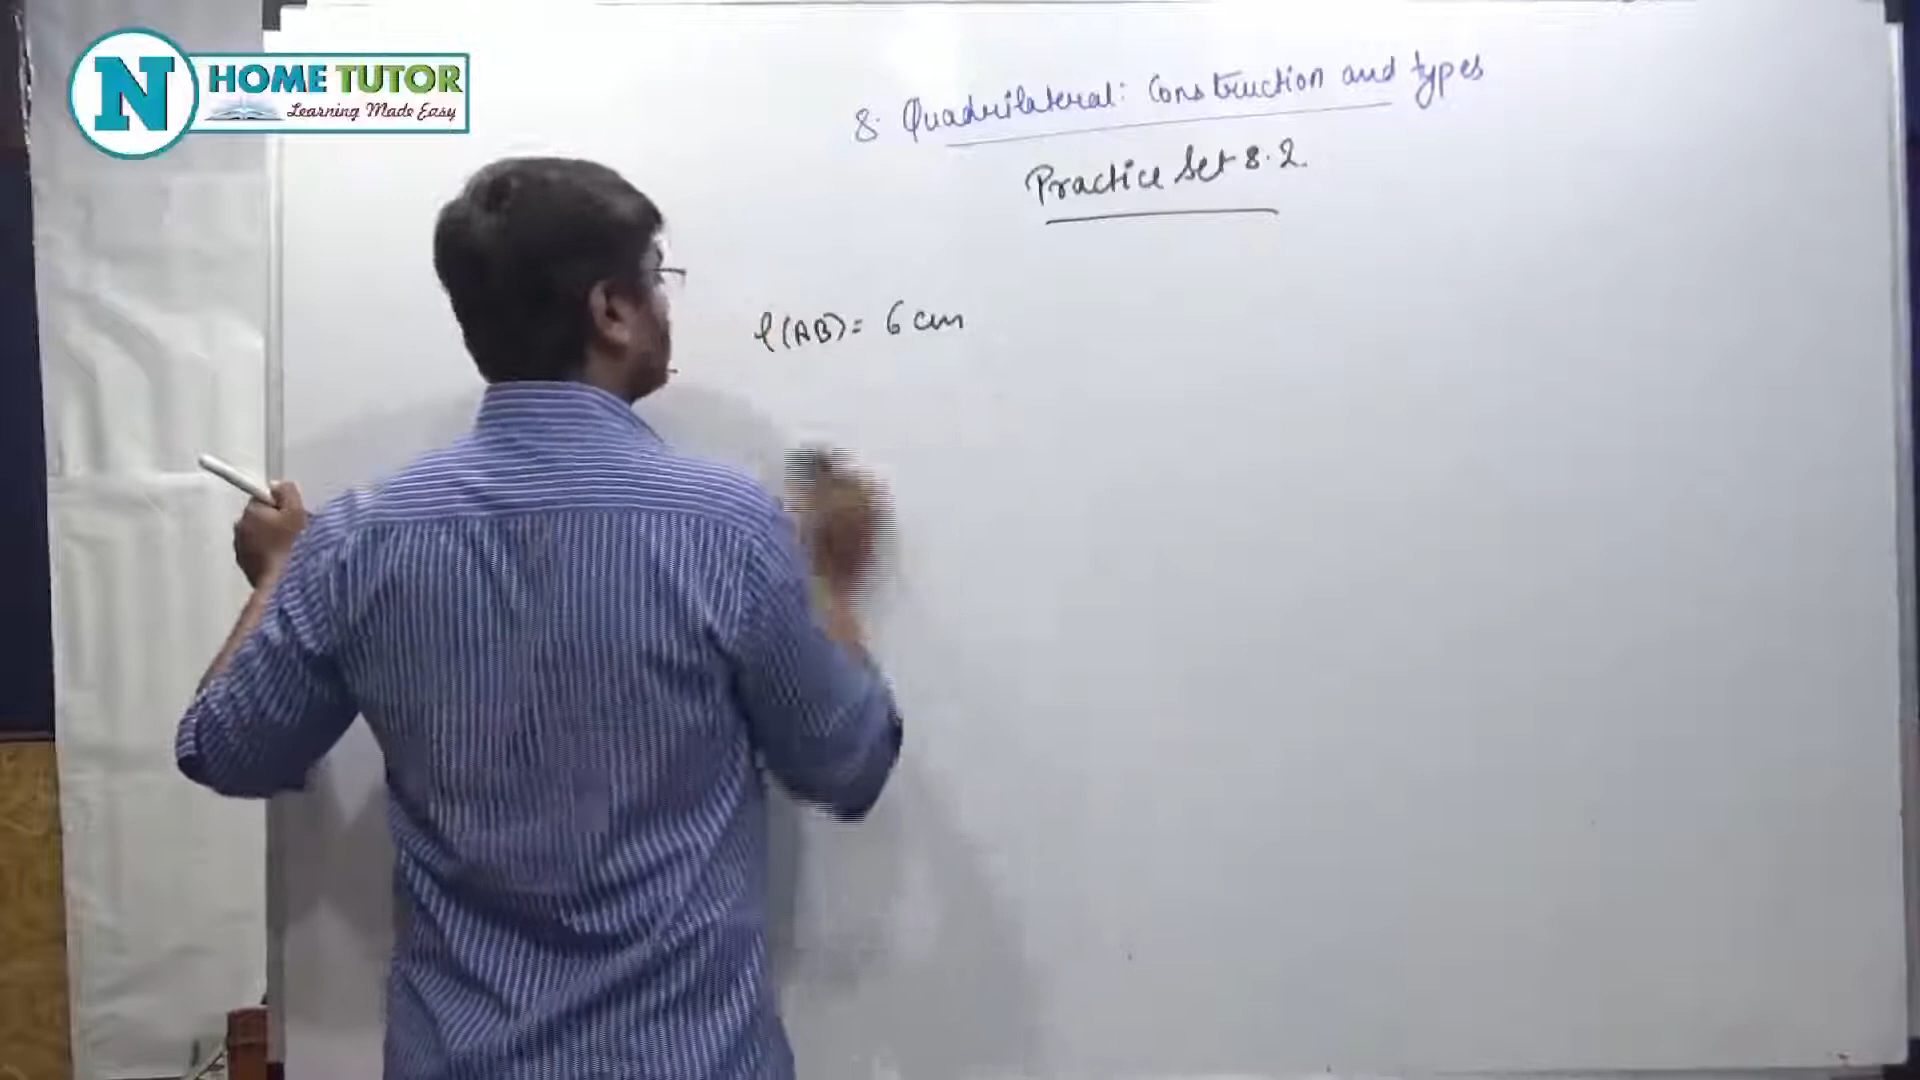 N HOME TUTOR
Learning Made Easy
8. Quadrilateral: Construction and types
Practice Set 8.2.
l(AB) = 6 cm